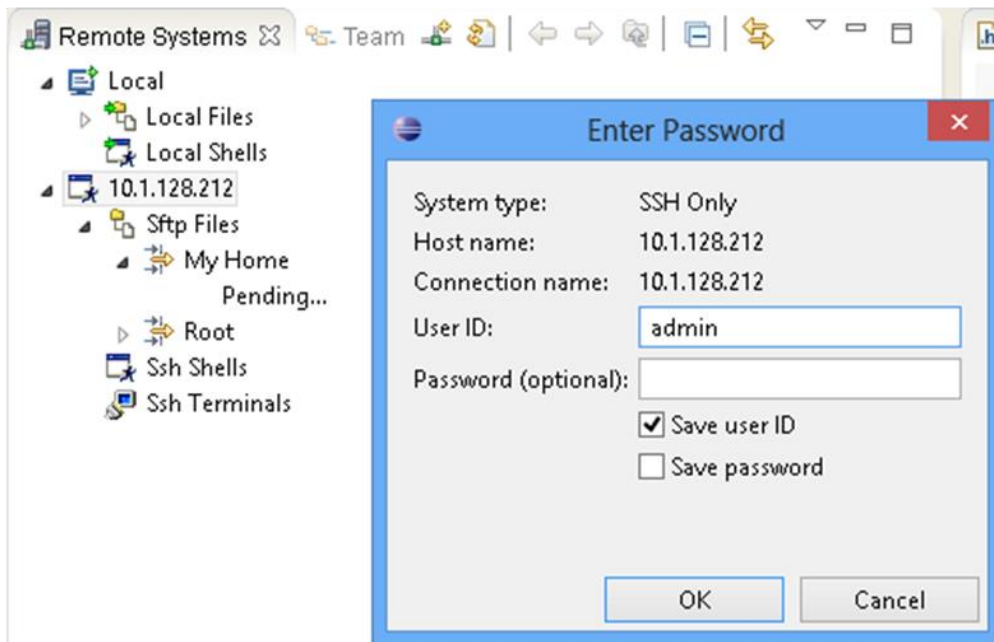 Remote Systems
Team
Local
Local Files
Local Shells
10.1.128.212
Sftp Files
My Home
Pending...
Root
Ssh Shells
Ssh Terminals
.h
Enter Password
System type: SSH Only
Host name: 10.1.128.212
Connection name: 10.1.128.212
User ID: admin
Password (optional):
Save user ID
Save password
OK Cancel